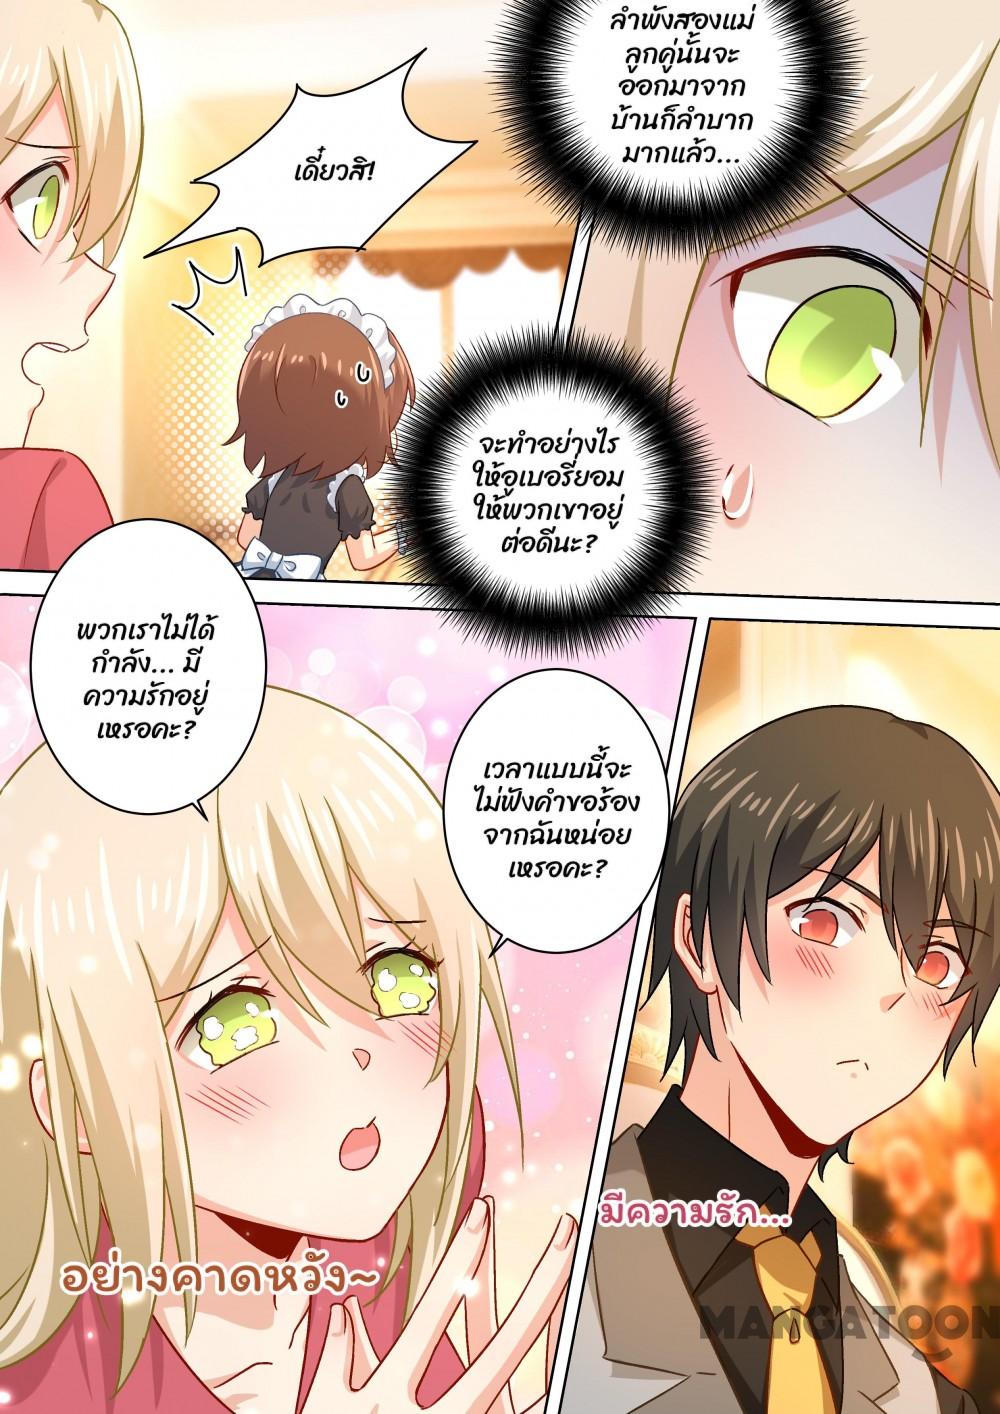 เดี๋ยวสิ!
ลำพังสองแม่
ลูกคู่นั้นจะ
ออกมาจาก
บ้านก็ลำบาก
มากแล้ว...
จะทำอย่างไร
ให้อูเบอรี่ยอม
ให้พวกเขาอยู่
ต่อดีนะ?
พวกเราไม่ได้
กำลัง... มี
ความรักอยู่
เหรอคะ?
เวลาแบบนี้จะ
ไม่ฟังคำขอร้อง
จากฉันหน่อย
เหรอคะ?
อย่างคาดหวัง~
มีความรัก...
MANGATOON